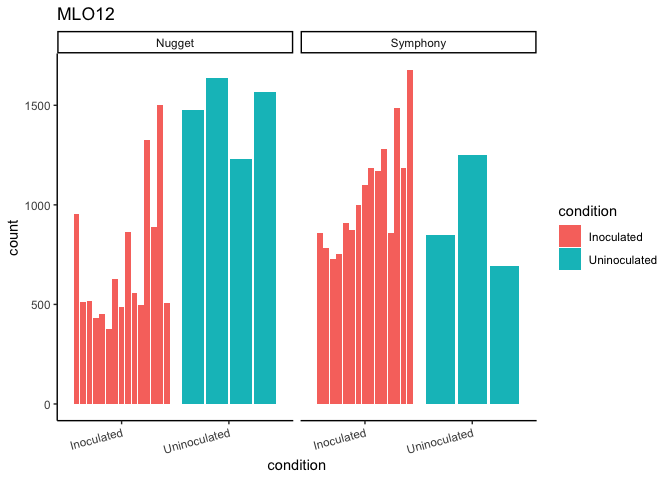 MLO12
Nugget Symphony
1500
1000
500
0
count
Inoculated Uninoculated Inoculated Uninoculated
condition
condition
Inoculated
Uninoculated